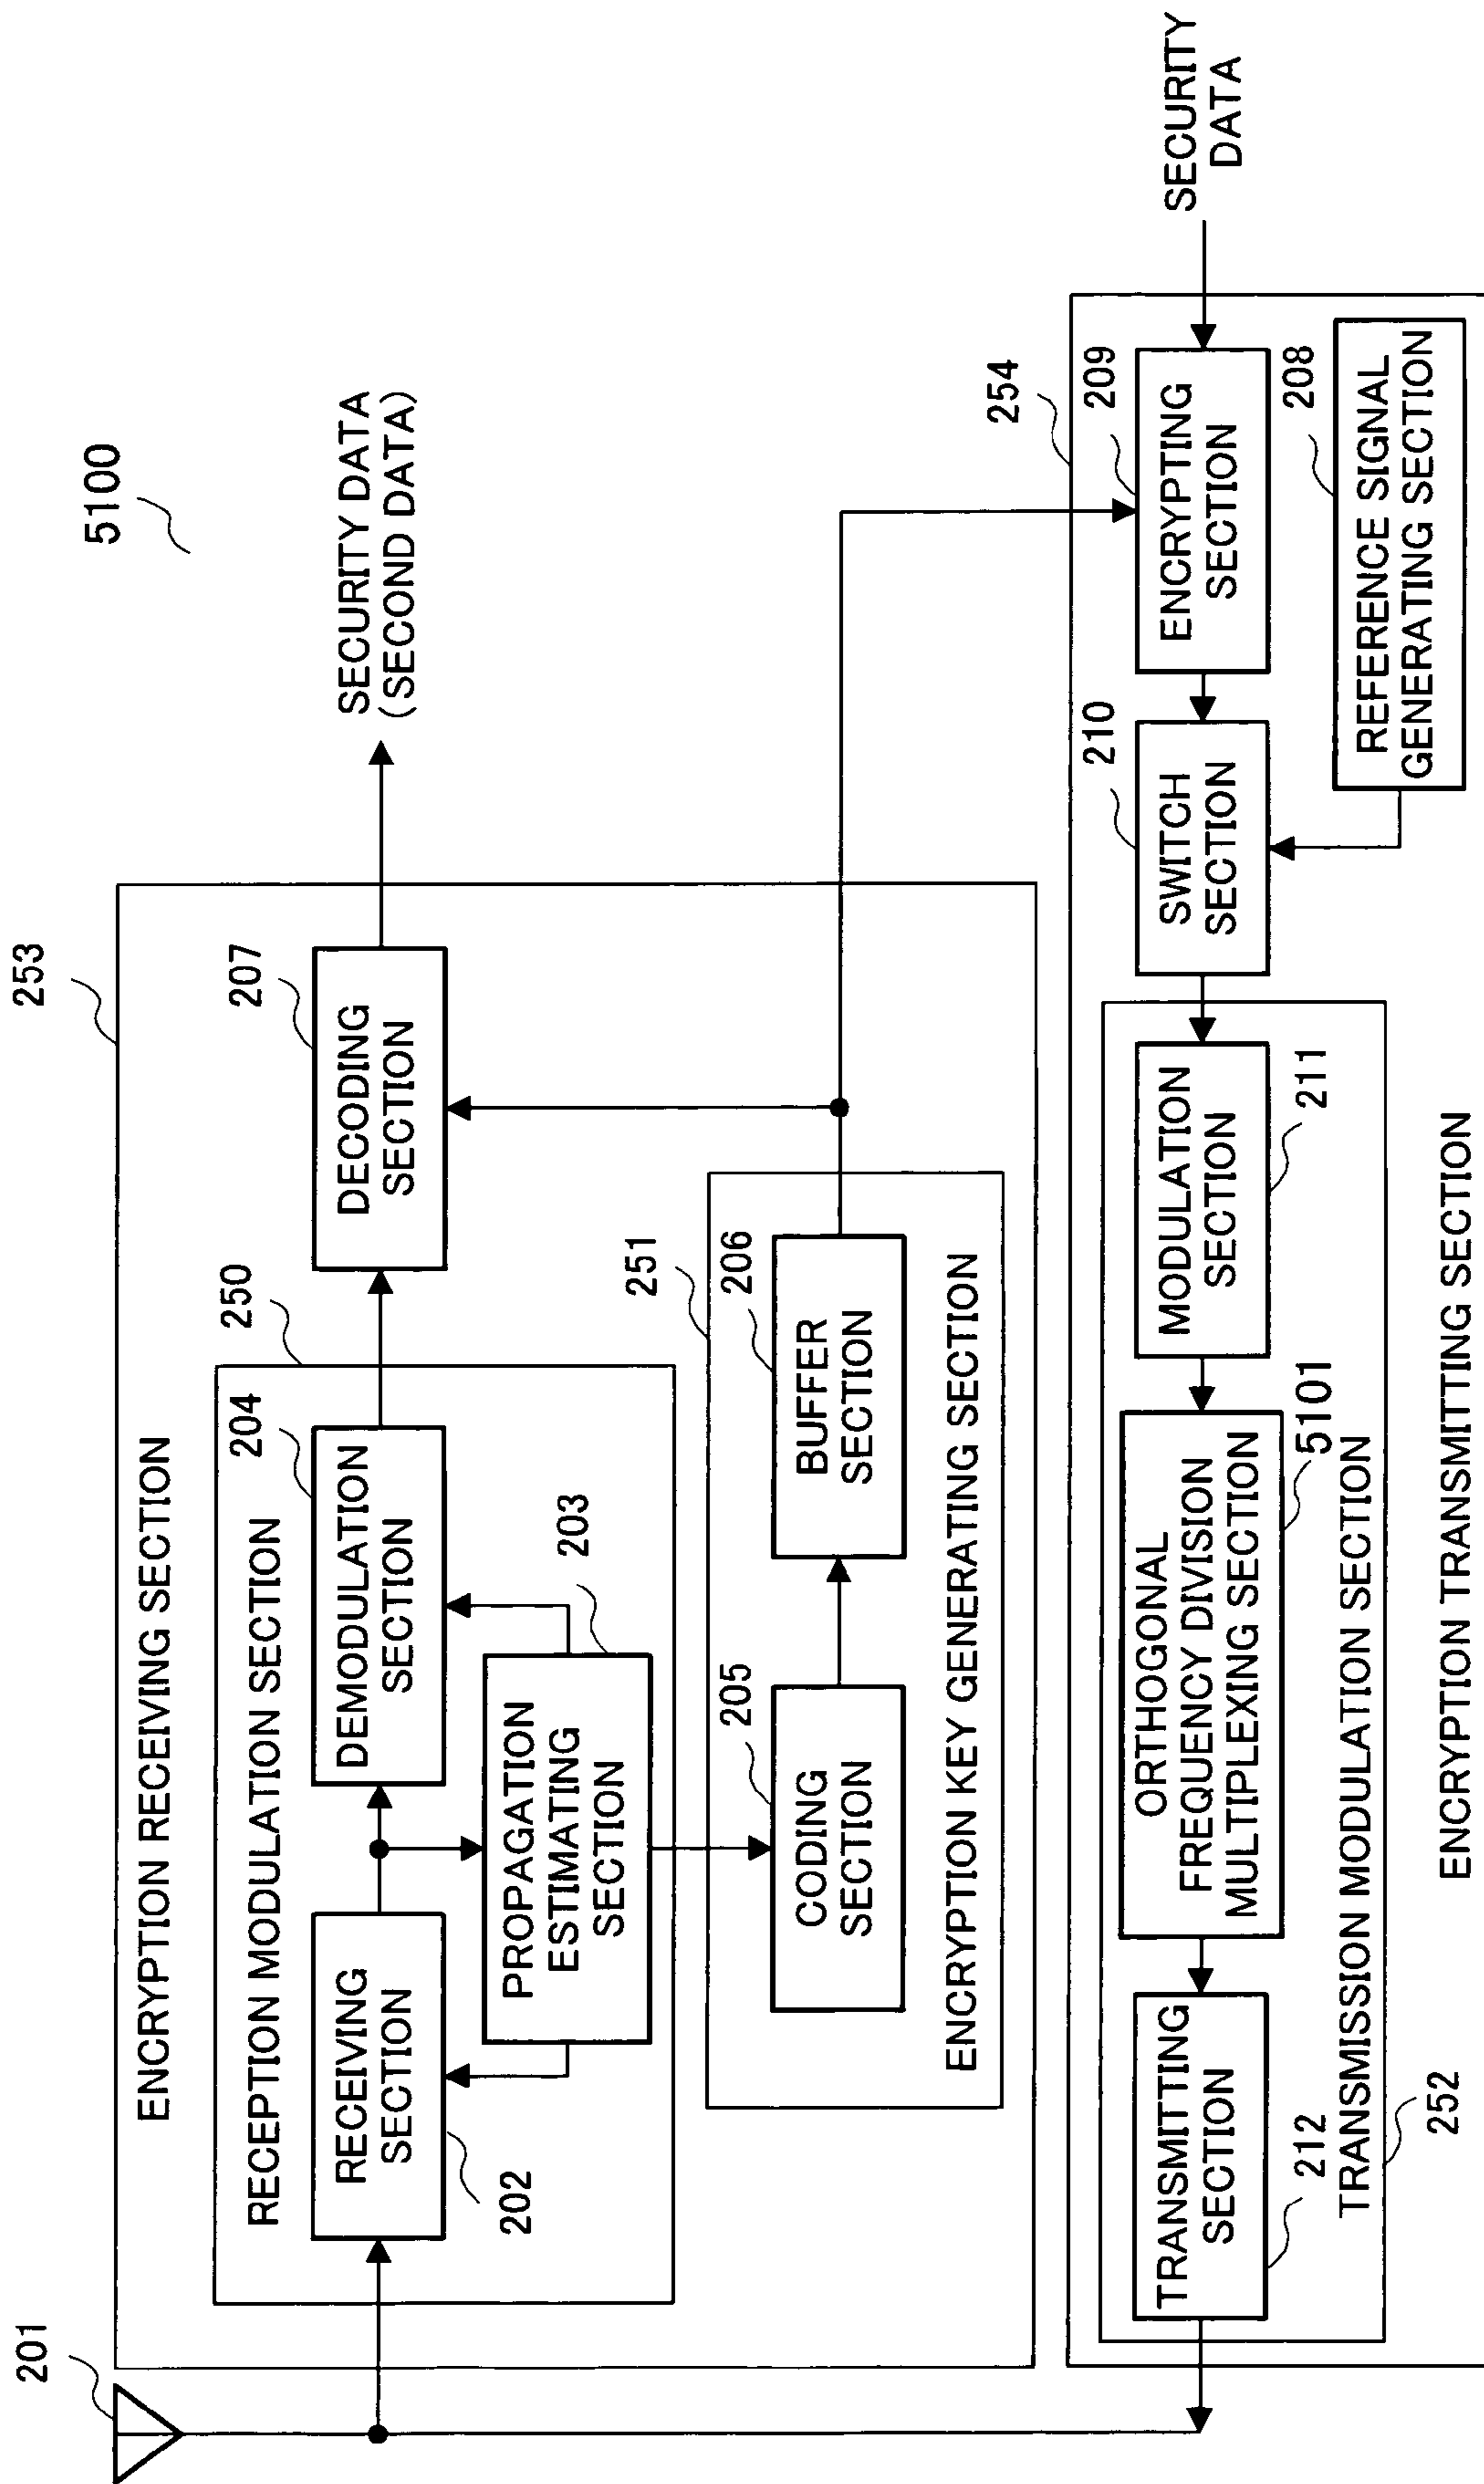 5100
201
253
ENCRYPTION RECEIVING SECTION
250
RECEPTION MODULATION SECTION
204
207
RECEIVING
SECTION
DEMODULATION
SECTION
DECODING
SECTION
SECURITY DATA
(SECOND DATA)
202
203
PROPAGATION
ESTIMATING
SECTION
251
205
206
CODING
SECTION
BUFFER
SECTION
ENCRYPTION KEY GENERATING SECTION
254
210
209
TRANSMITTING
SECTION
ORTHOGONAL
FREQUENCY DIVISION
MULTIPLEXING SECTION
MODULATION
SECTION
SWITCH
SECTION
ENCRYPTING
SECTION
SECURITY
DATA
212
5101
211
208
TRANSMISSION MODULATION SECTION
REFERENCE SIGNAL
GENERATING SECTION
252
ENCRYPTION TRANSMITTING SECTION